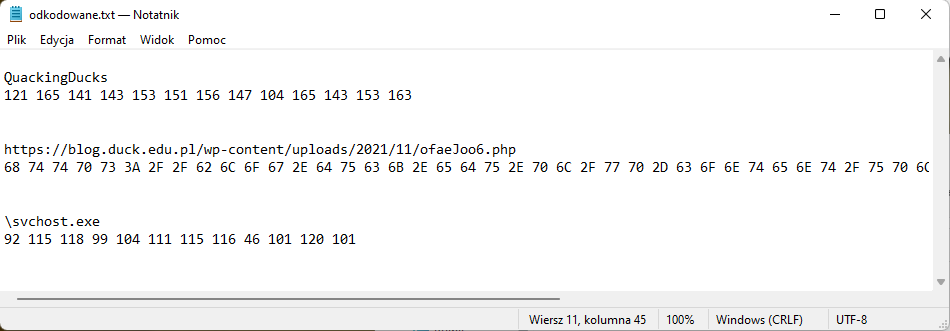 odkodowane.txt — Notatnik
Plik Edycja Format Widok Pomoc
QuackingDucks
121 165 141 143 153 151 156 147 104 165 143 153 163
https://blog.duck.edu.pl/wp-content/uploads/2021/11/ofaeJoo6.php
68 74 74 70 73 3A 2F 2F 62 6C 6F 67 2E 64 75 63 6B 2E 65 64 75 2E 70 6C 2F 77 70 2D 63 6F 6E 74 65 6E 74 2F 75 70 6C
\svchost.exe
92 115 118 99 104 111 115 116 46 101 120 101
Wiersz 11, kolumna 45 100% Windows (CRLF) UTF-8